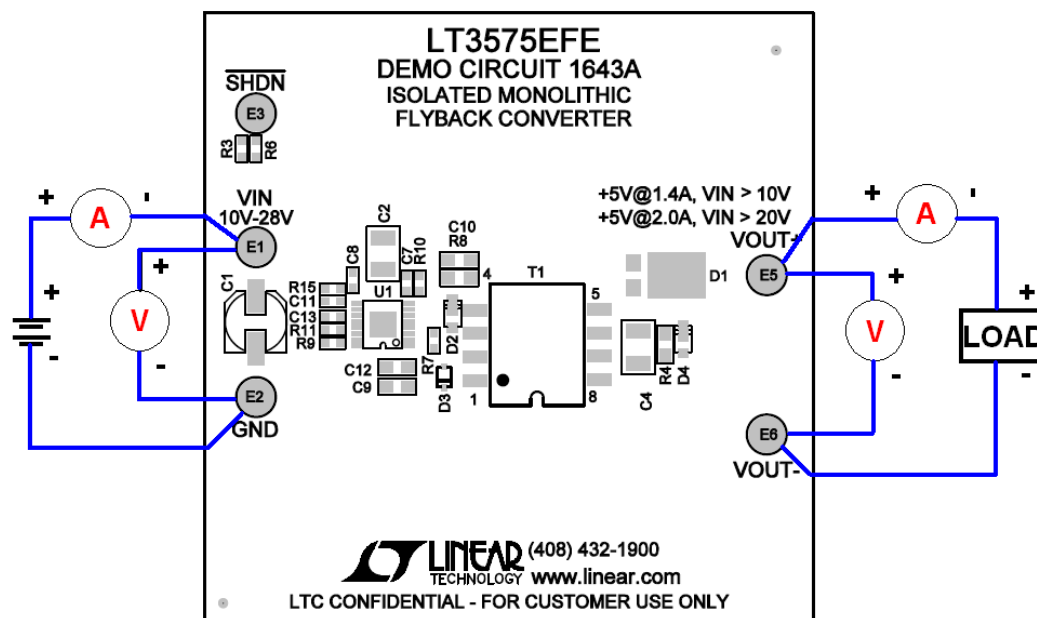 LT3575EFE
DEMO CIRCUIT 1643A
ISOLATED MONOLITHIC
FLYBACK CONVERTER
SHDN
E3
R3
R6
+
A
-
VIN
10V-28V
E1
+
V
-
+
-
C1
E2
GND
C2
C8
C7
R10
C10
R8
R15
C11
C13
R11
R9
U1
C12
C9
R7
D2
D3
4
T1
5
1
8
D1
C4
R4
D4
+5V@1.4A, VIN > 10V
+5V@2.0A, VIN > 20V
VOUT+
E5
+
A
-
+
V
-
+
LOAD
-
E6
VOUT-
LINEAR
TECHNOLOGY
(408) 432-1900
www.linear.com
LTC CONFIDENTIAL - FOR CUSTOMER USE ONLY